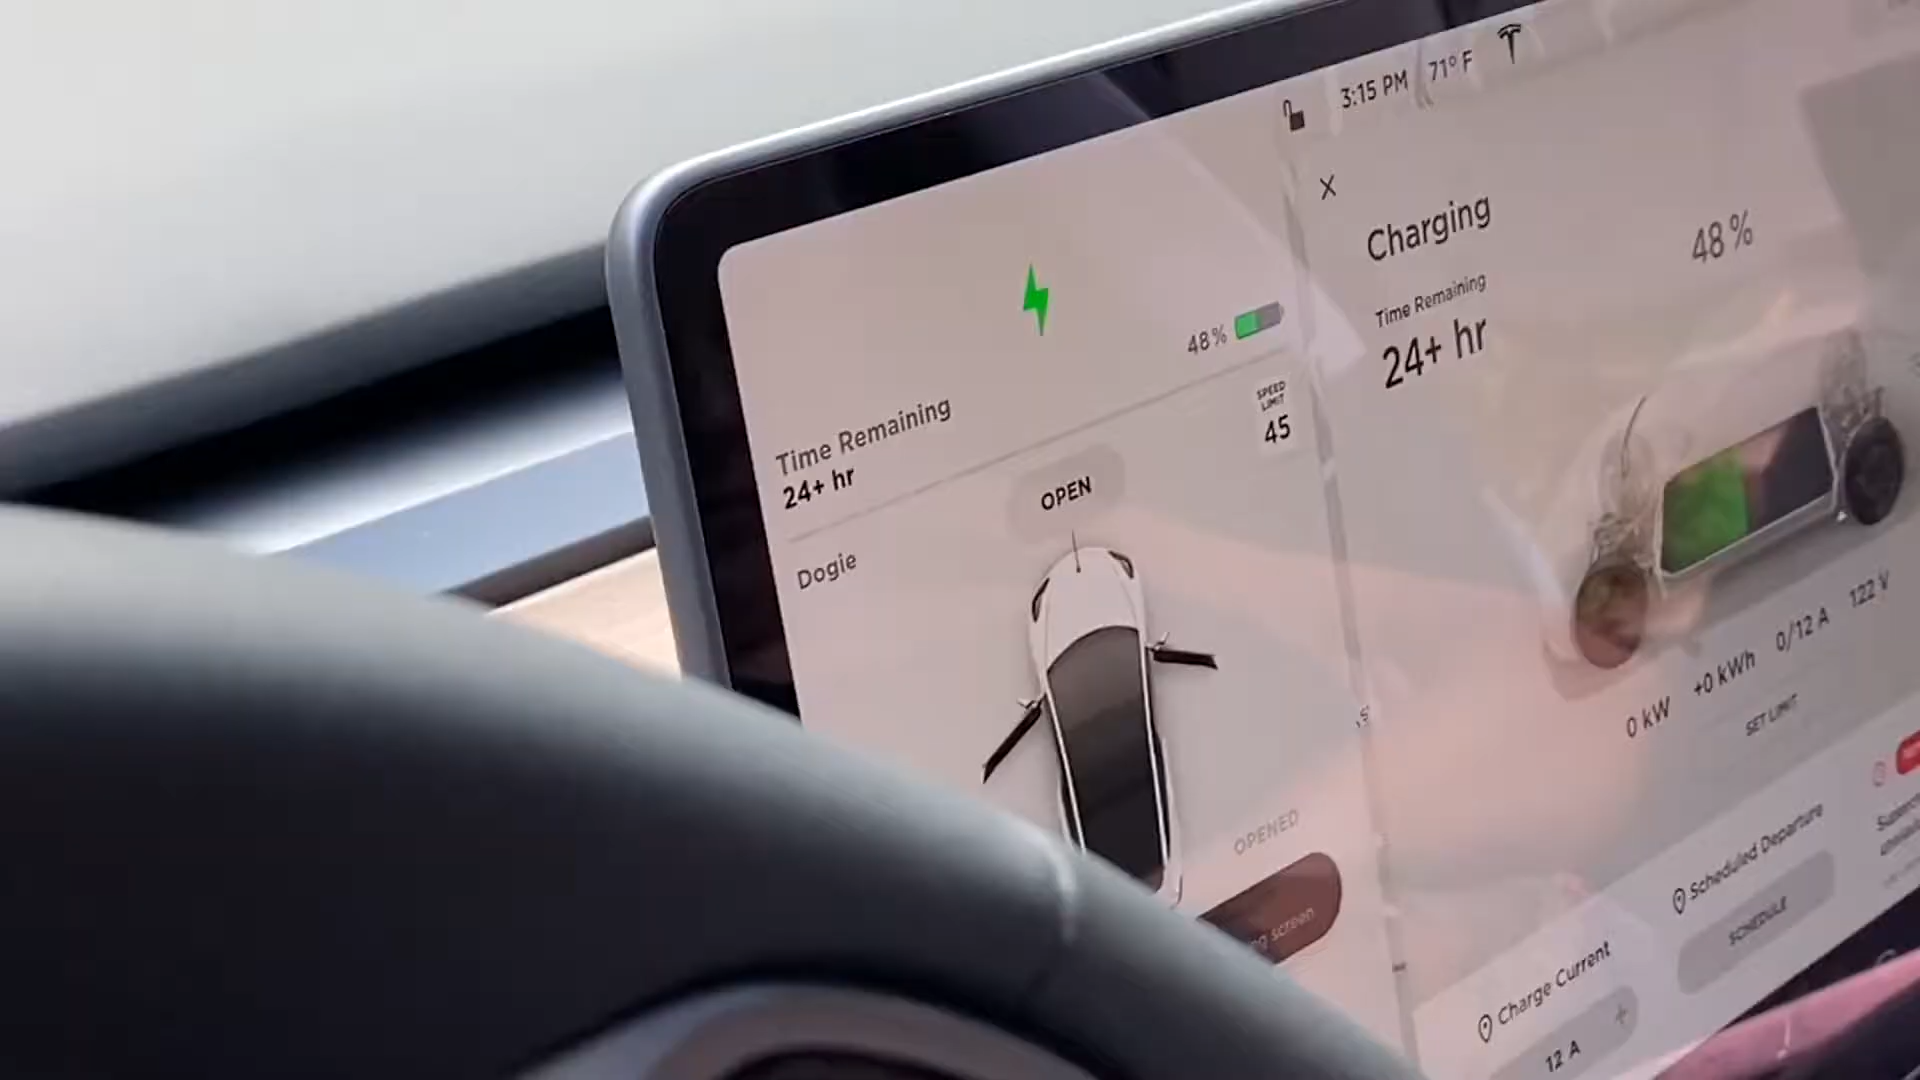 3:15 PM 71° F
48%
Time Remaining
24+ hr
SPEED
LIMIT
45
OPEN
Dogie
OPENED
screen
Charging
48%
Time Remaining
24+ hr
0 kW +0 kWh 0/12 A 122 V
SET LIMIT
Scheduled Departure
SCHEDULE
Charge Current
12 A +